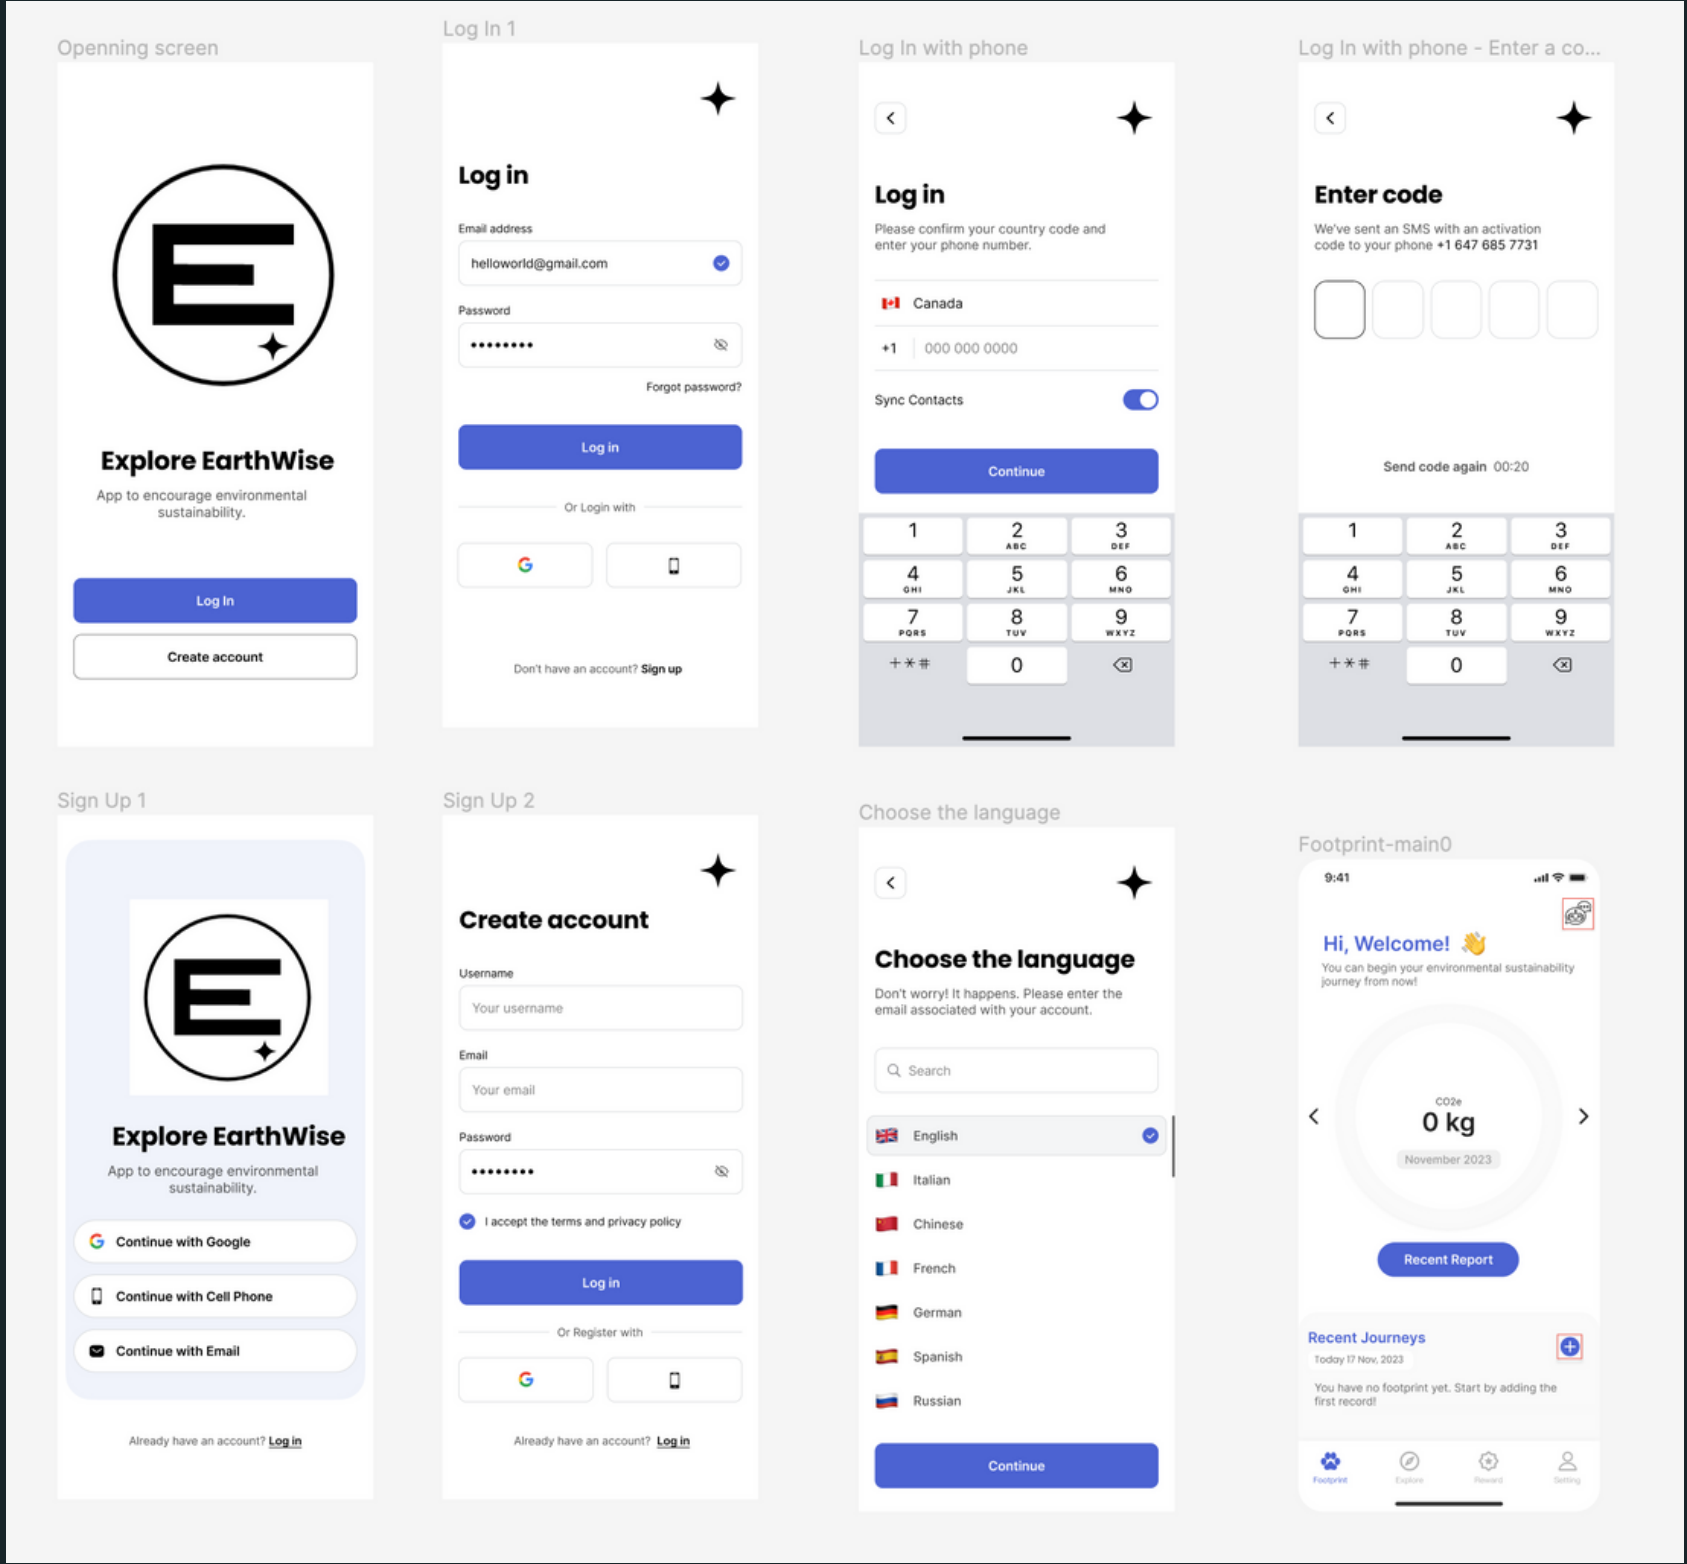 Openning screen
E
Explore EarthWise
App to encourage environmental
sustainability.
Log In
Create account
Log In 1
Log in
Email address
helloworld@gmail.com
Password
Forgot password?
Log in
Or Login with
G
Don't have an account? Sign up
Log In with phone
Log in
Please confirm your country code and
enter your phone number.
Canada
+1 000 000 0000
Sync Contacts
Continue
1 2 3
ABC DEF
4 5 6
GHI JKL MNO
7 8 9
PQRS TUV WXYZ
+*# 0
Log In with phone - Enter a co...
Enter code
We've sent an SMS with an activation
code to your phone +1 647 685 7731
Send code again 00:20
1 2 3
ABC DEF
4 5 6
GHI JKL MNO
7 8 9
PQRS TUV WXYZ
+*# 0
Sign Up 1
E
Explore EarthWise
App to encourage environmental
sustainability.
G Continue with Google
Continue with Cell Phone
Continue with Email
Already have an account? Log in
Sign Up 2
Create account
Username
Your username
Email
Your email
Password
I accept the terms and privacy policy
Log in
Or Register with
G
Already have an account? Log in
Choose the language
Choose the language
Don't worry! It happens. Please enter the
email associated with your account.
Search
English
Italian
Chinese
French
German
Spanish
Russian
Continue
Footprint-main0
9:41
Hi, Welcome! 👋
You can begin your environmental sustainability
journey from now!
CO2e
0 kg
November 2023
Recent Report
Recent Journeys
Today 17 Nov, 2023
You have no footprint yet. Start by adding the
first record!
Footprint Explore Reward Setting